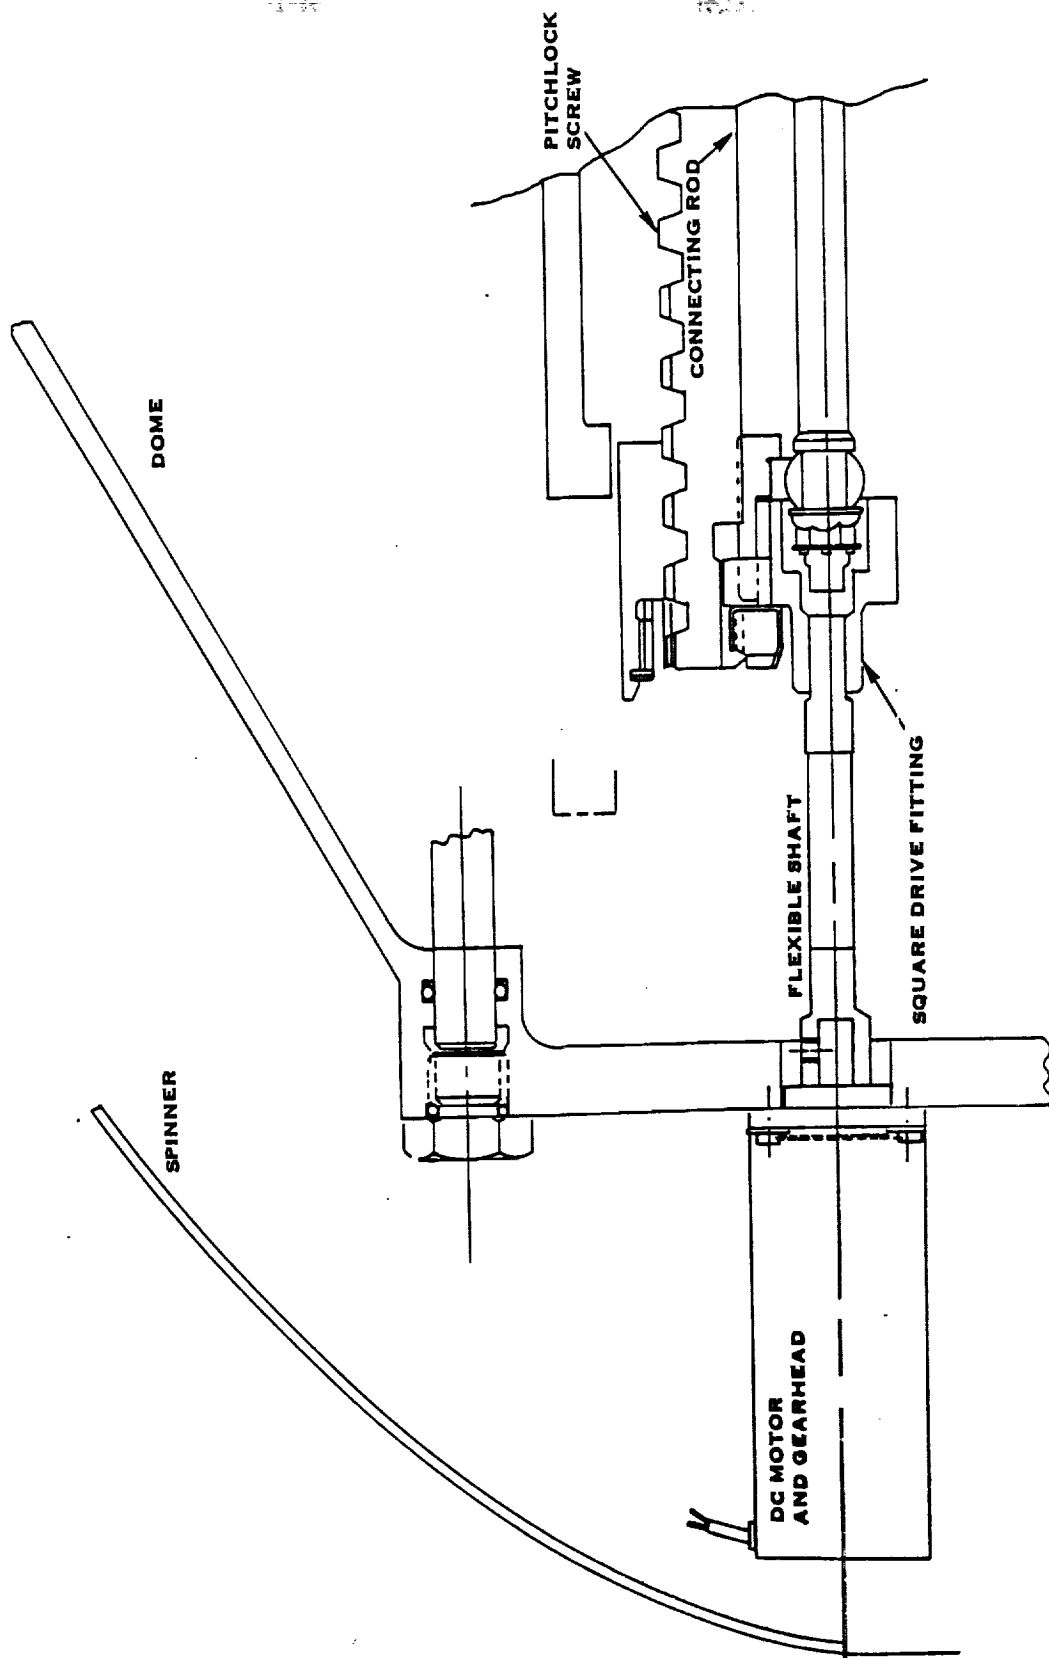 SPINNER
DOME
PITCHLOCK
SCREW
CONNECTING ROD
FLEXIBLE SHAFT
SQUARE DRIVE FITTING
DC MOTOR
AND GEARHEAD